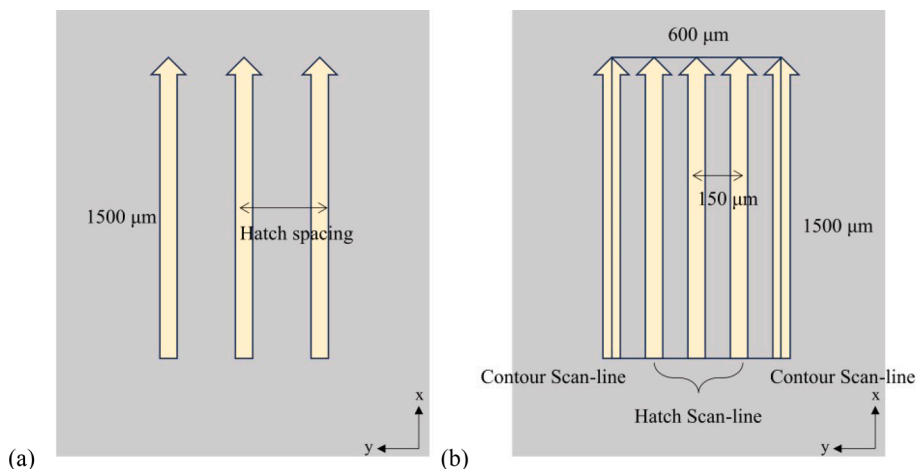 1500 μm
Hatch spacing
x
y
(a)
600 μm
150 μm
1500 μm
Contour Scan-line
Contour Scan-line
Hatch Scan-line
x
y
(b)